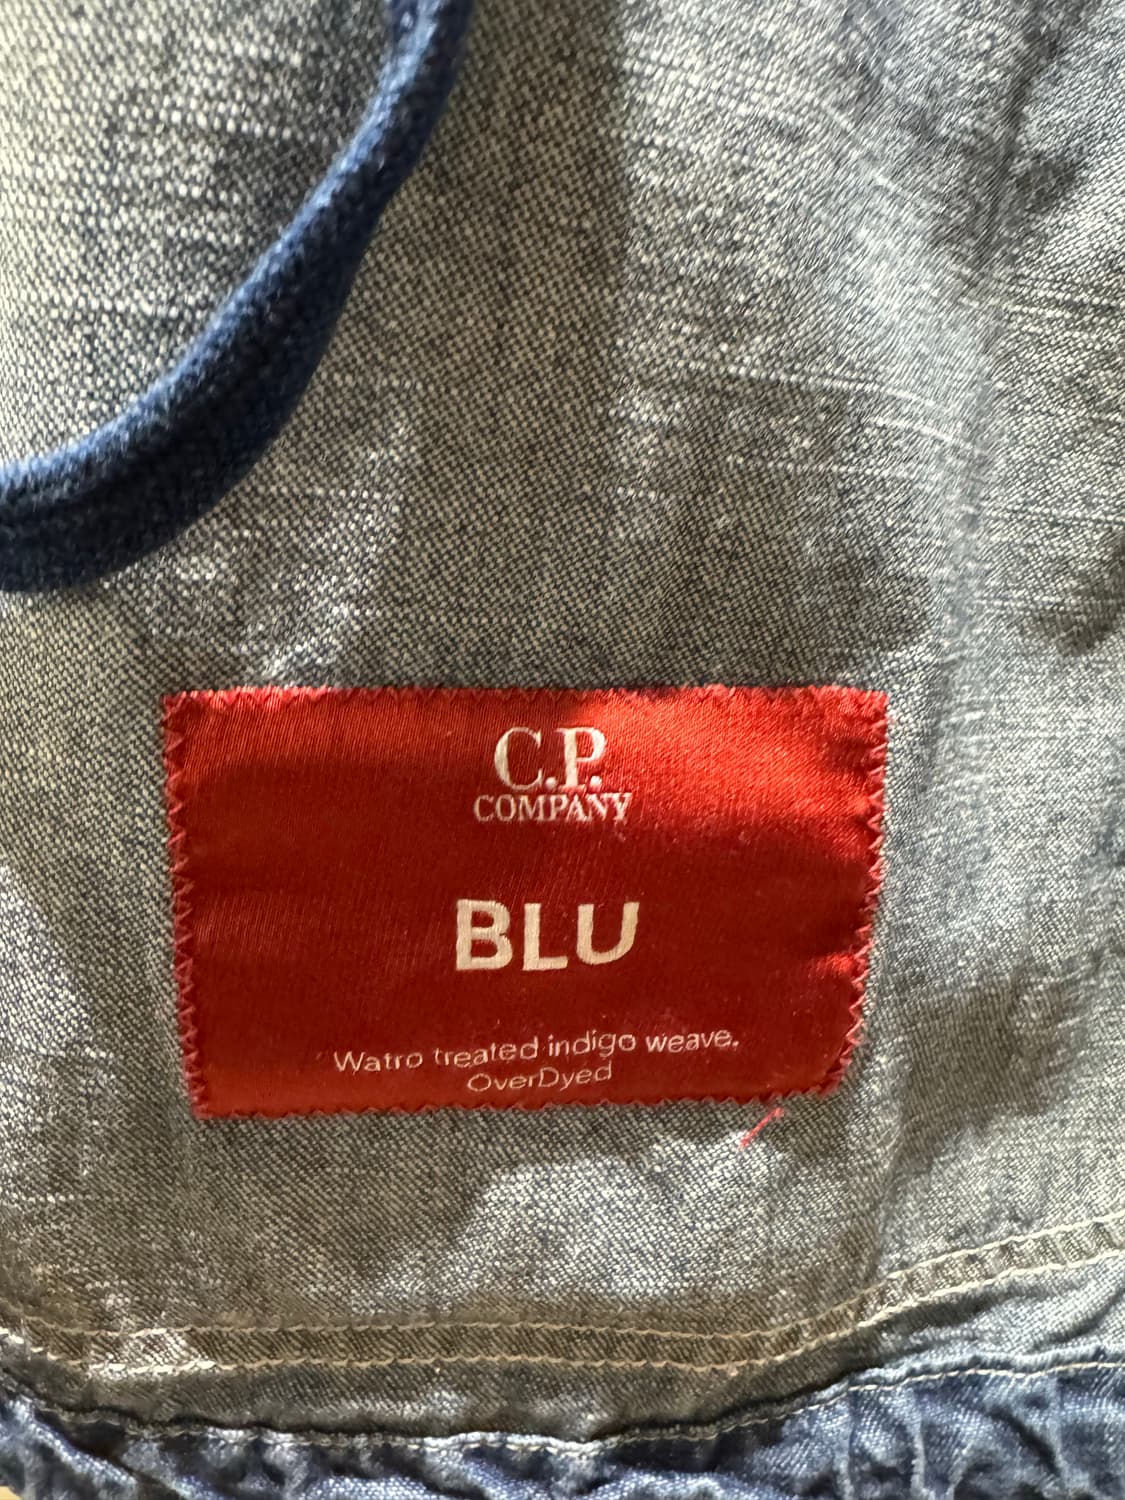 C.P.
COMPANY
BLU
Watro treated indigo weave.
OverDyed